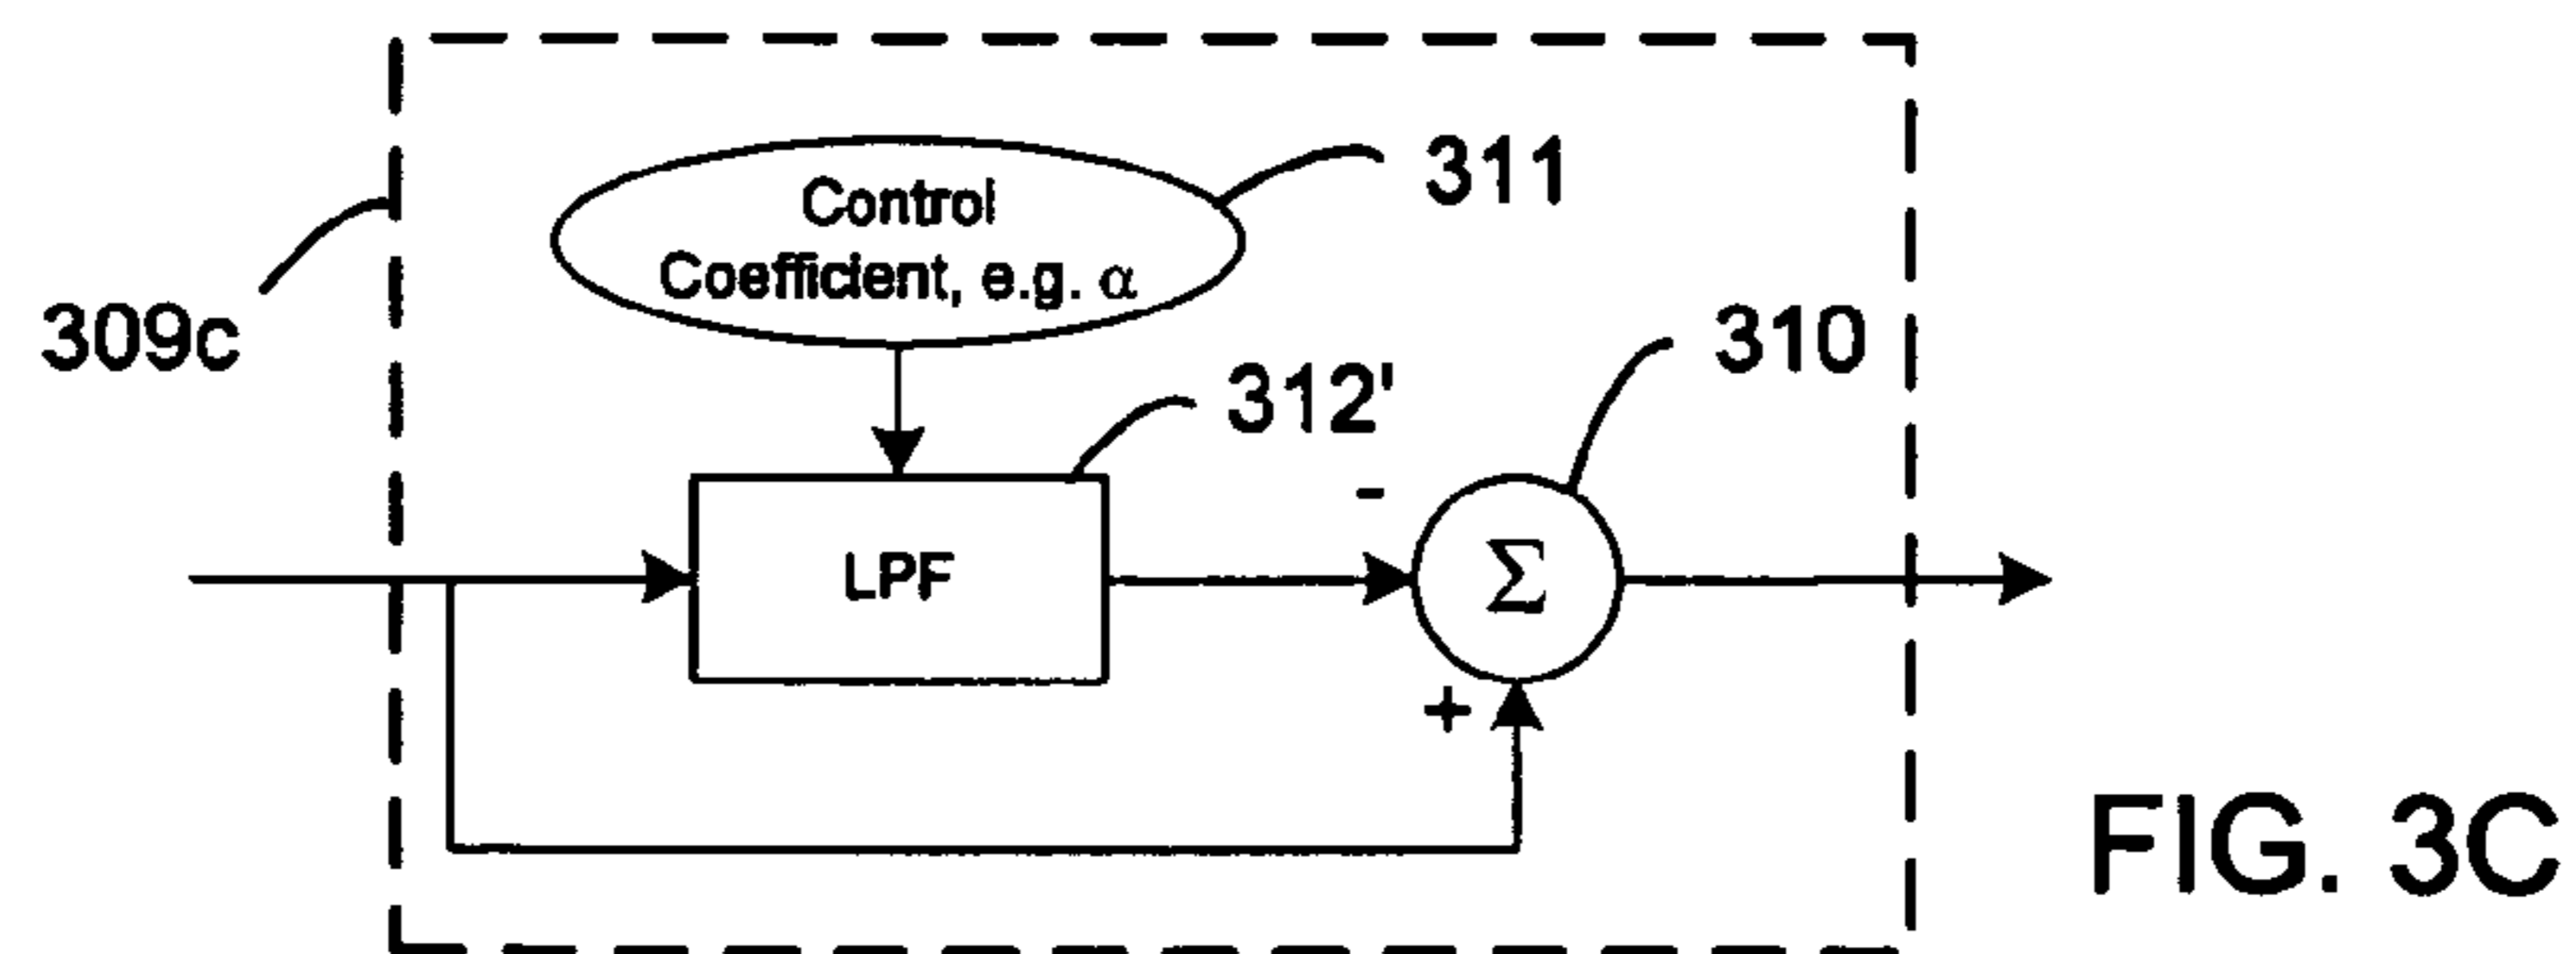 Control
Coefficient, e.g. α
311
309c
310
312'
-
LPF
Σ
+
FIG. 3C